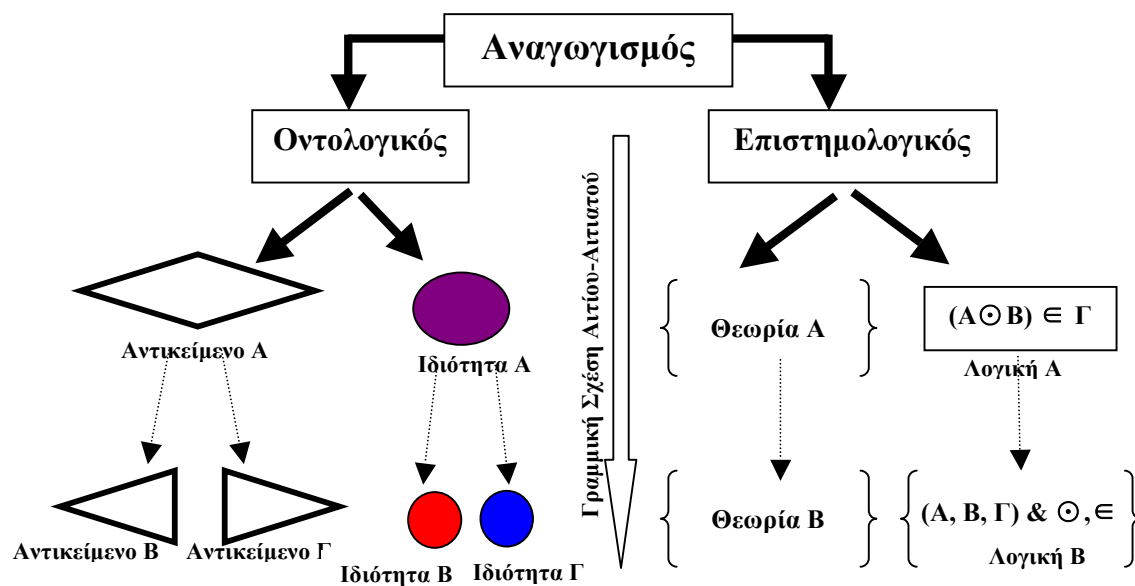 Αναγωγισμός
Οντολογικός
Επιστημολογικός
Γραμμική Σχέση Αιτίου-Αιτιατού
Αντικείμενο Α
Ιδιότητα Α
Θεωρία Α
(Α⊙Β) ∈ Γ
Λογική Α
Αντικείμενο Β
Αντικείμενο Γ
Ιδιότητα Β
Ιδιότητα Γ
Θεωρία Β
(Α, Β, Γ) & ⊙,∈
Λογική Β